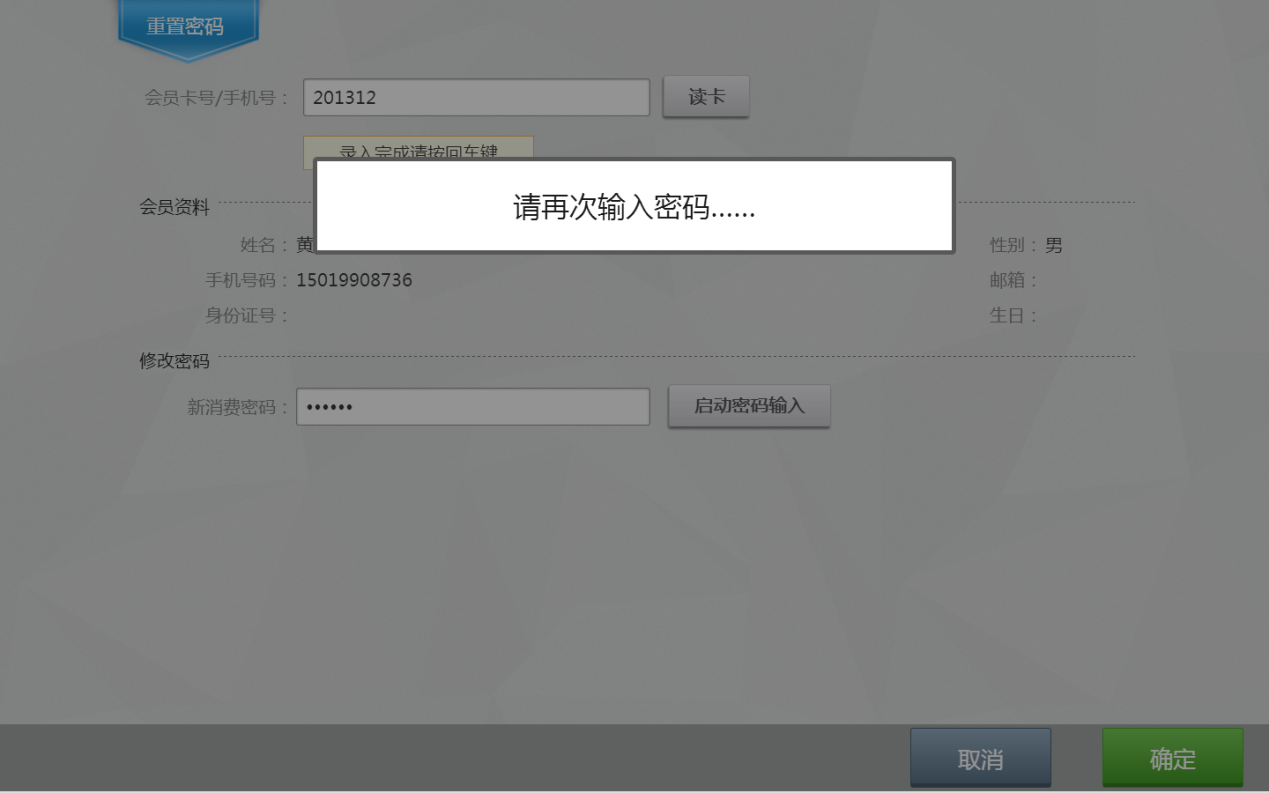 重置密码
会员卡号/手机号： 201312 读卡
录入完成请按回车键
请再次输入密码......
会员资料
姓名： 黄 性别： 男
手机号码： 15019908736 邮箱：
身份证号： 生日：
修改密码
新消费密码： •••••• 启动密码输入
取消 确定